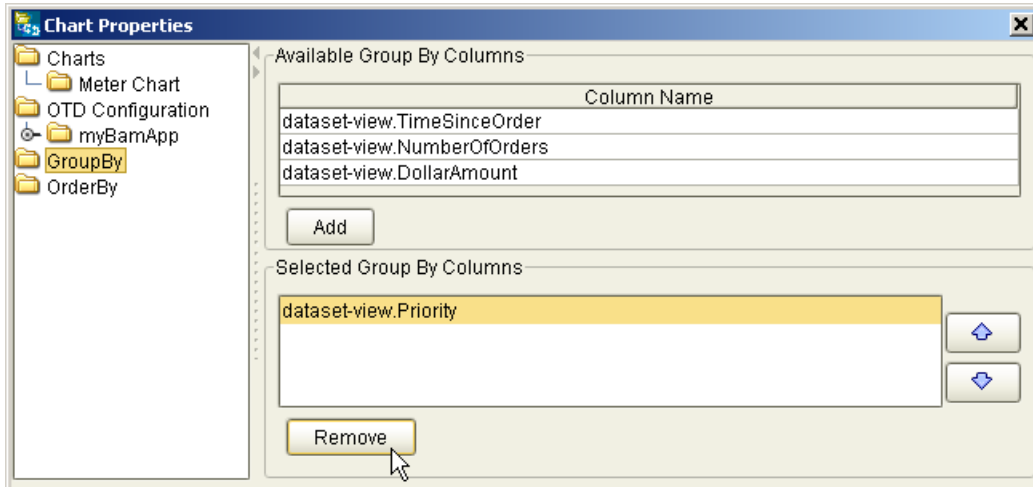 Chart Properties
Charts
Meter Chart
OTD Configuration
myBamApp
GroupBy
OrderBy
Available Group By Columns
Column Name
dataset-view.TimeSinceOrder
dataset-view.NumberOfOrders
dataset-view.DollarAmount
Add
Selected Group By Columns
dataset-view.Priority
Remove